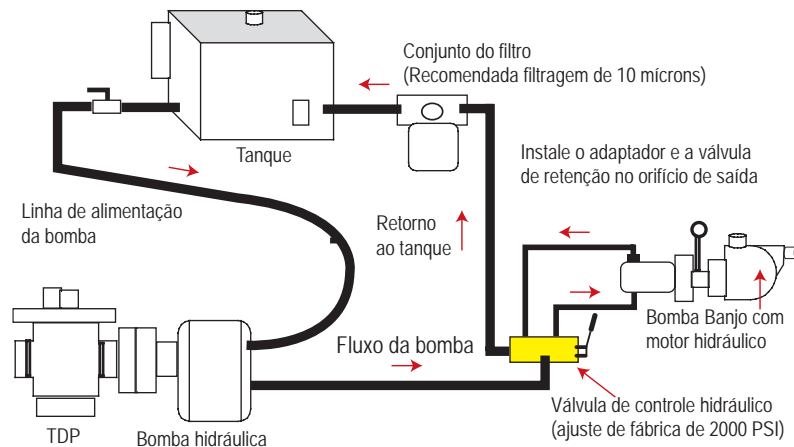 Conjunto do filtro
(Recomendada filtragem de 10 mícrons)
Tanque
Instale o adaptador e a válvula
de retenção no orifício de saída
Linha de alimentação
da bomba
Retorno
ao tanque
Bomba Banjo com
motor hidráulico
Fluxo da bomba
Válvula de controle hidráulico
(ajuste de fábrica de 2000 PSI)
TDP
Bomba hidráulica